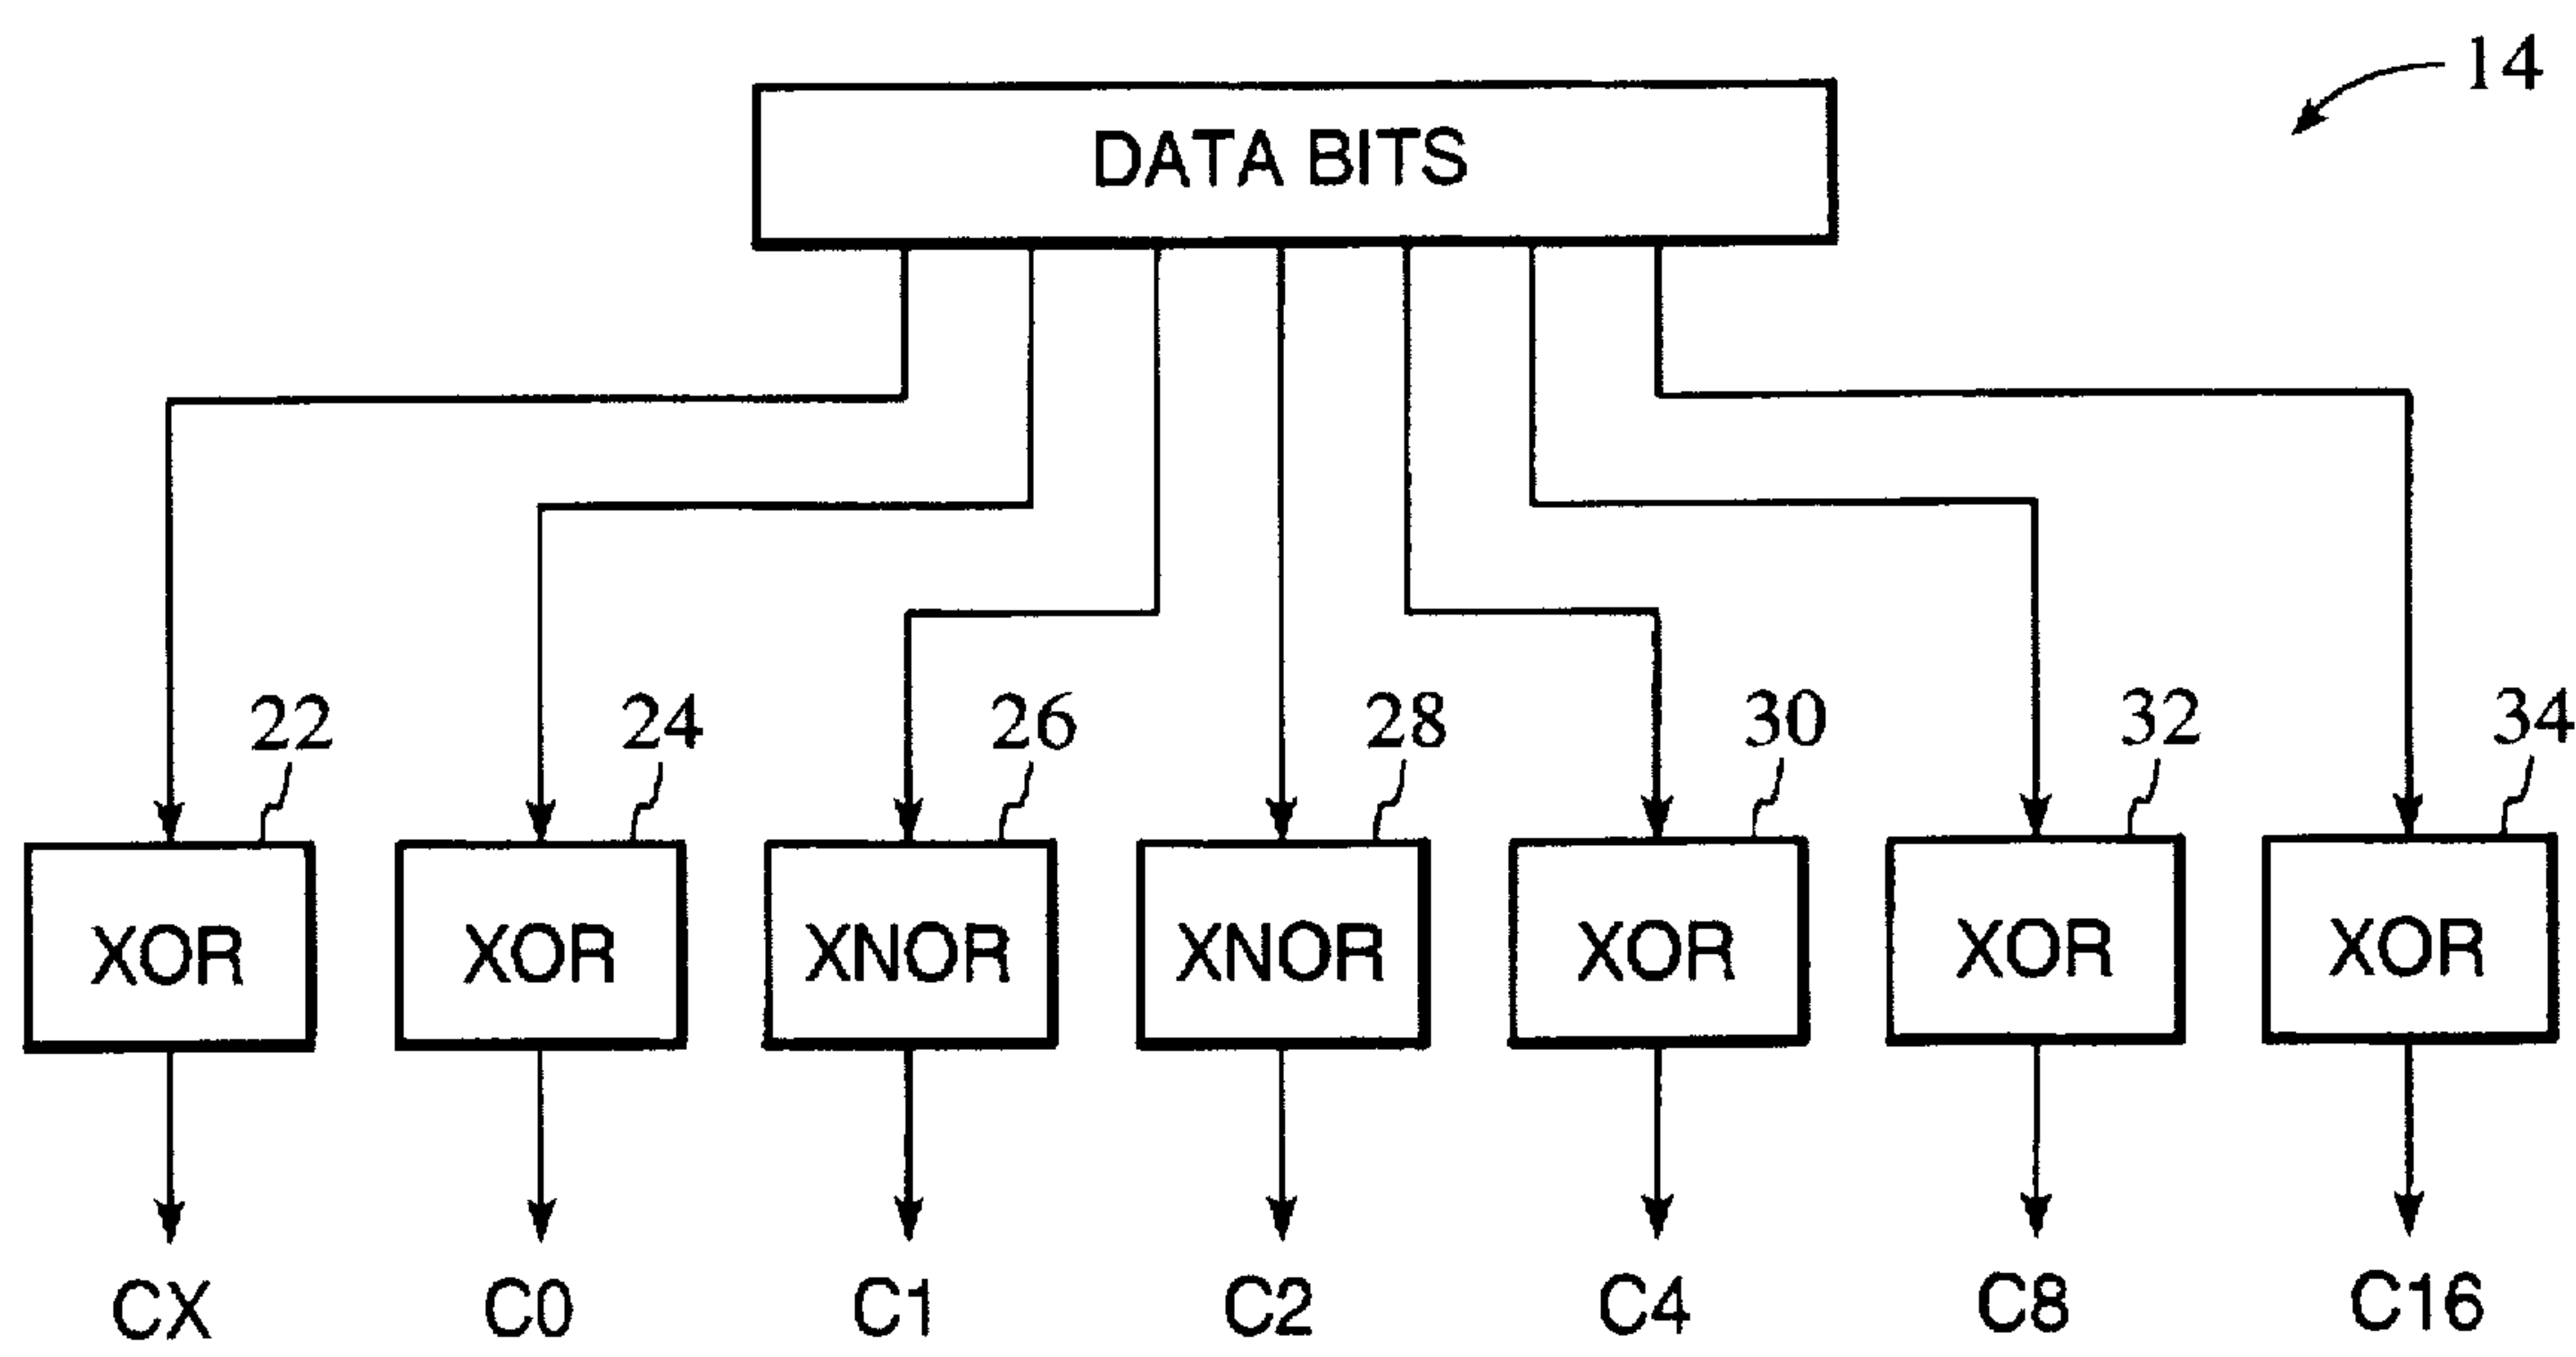 14
DATA BITS
22 24 26 28 30 32 34
XOR XOR XNOR XNOR XOR XOR XOR
CX C0 C1 C2 C4 C8 C16